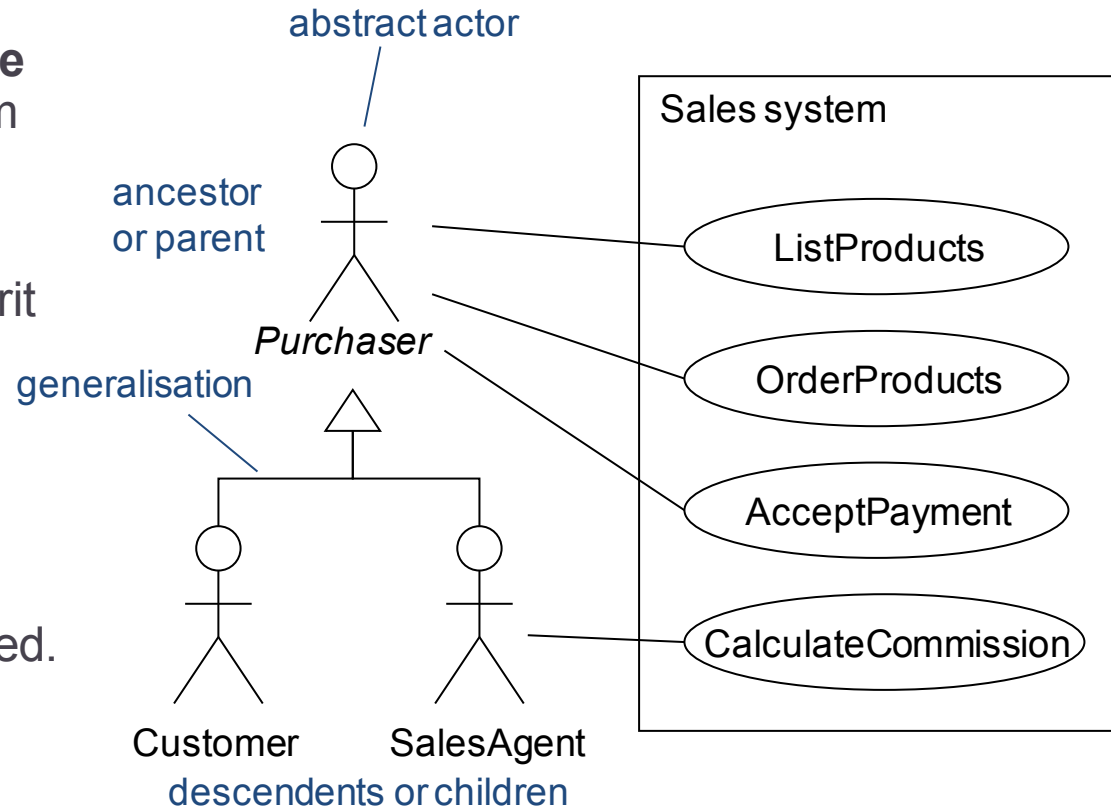 abstract actor
e
n
Sales system
ancestor
or parent
ListProducts
rit
Purchaser
generalisation
OrderProducts
AcceptPayment
ed.
CalculateCommission
Customer
SalesAgent
descendents or children